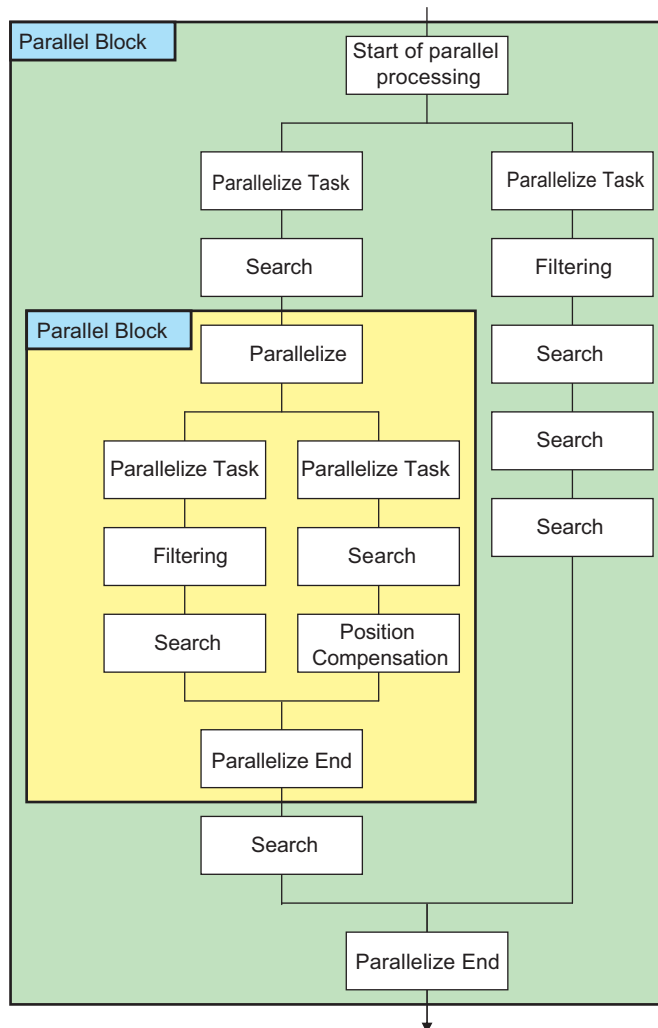 Parallel Block
Start of parallel
processing
Parallelize Task
Parallelize Task
Search
Filtering
Parallel Block
Parallelize
Search
Parallelize Task
Parallelize Task
Search
Filtering
Search
Search
Search
Position
Compensation
Parallelize End
Search
Parallelize End